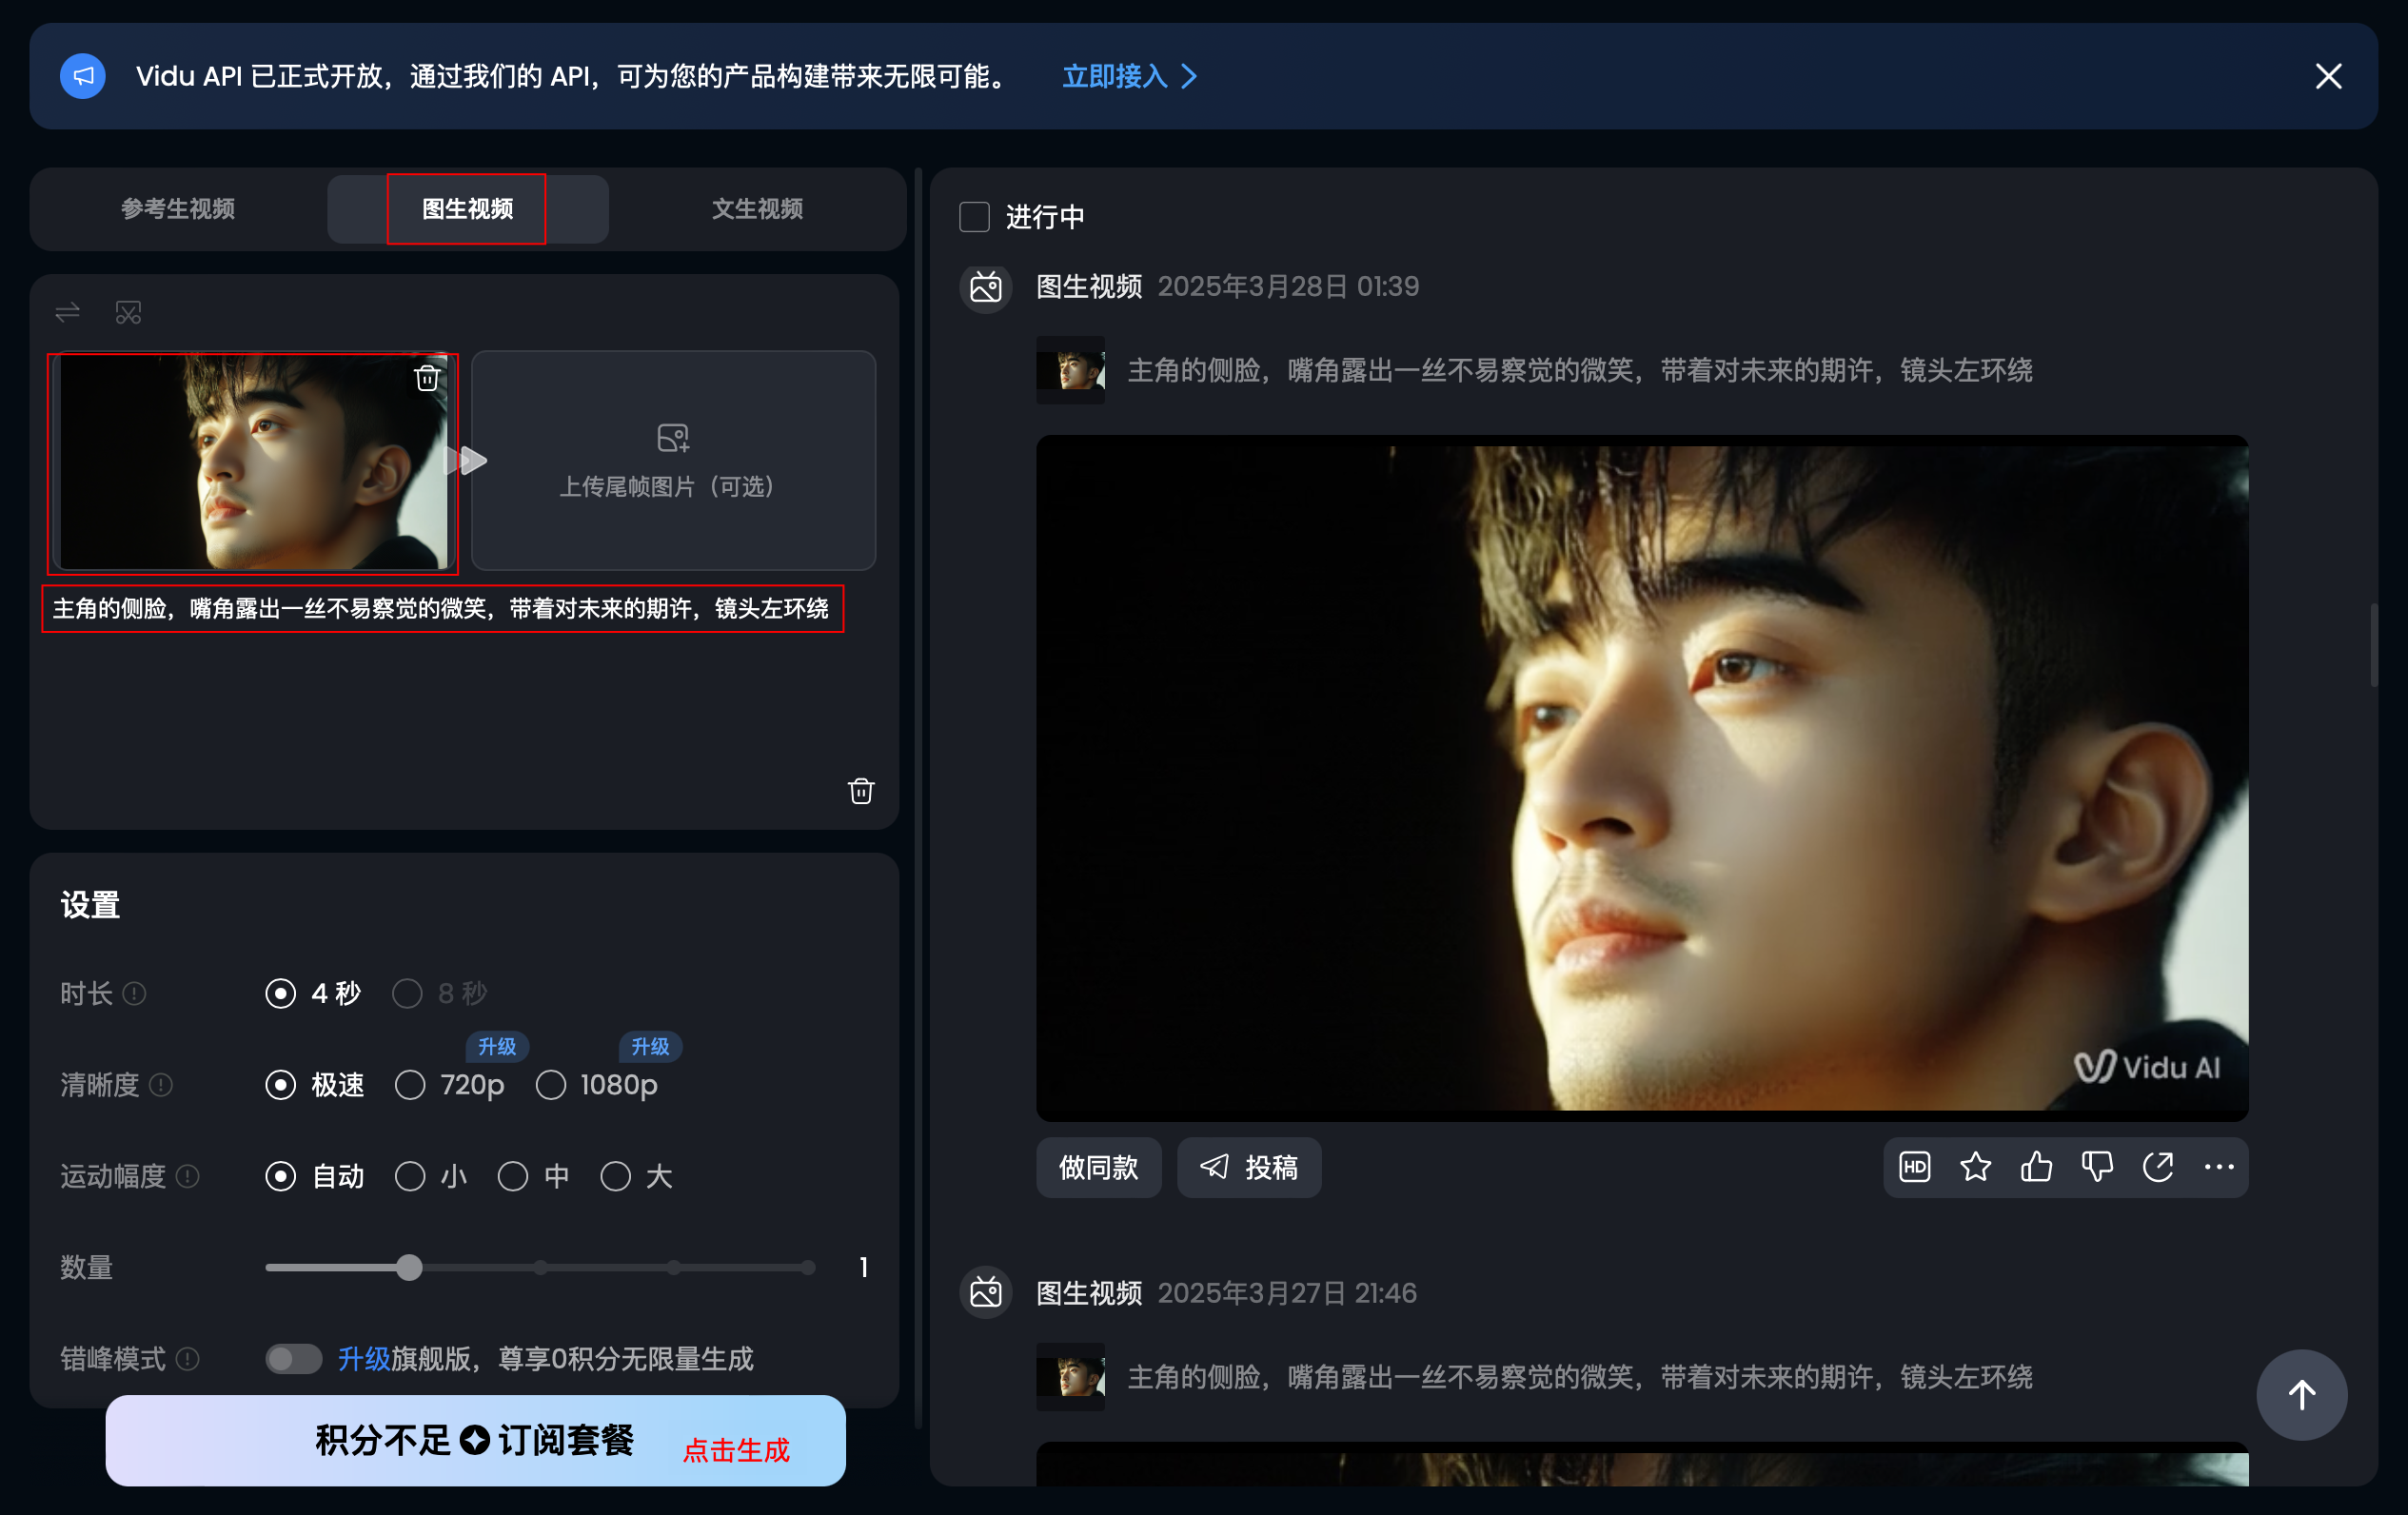 Vidu API 已正式开放，通过我们的 API，可为您的产品构建带来无限可能。 立即接入
参考生视频 图生视频 文生视频
上传尾帧图片（可选）
主角的侧脸，嘴角露出一丝不易察觉的微笑，带着对未来的期许，镜头左环绕
设置
时长 4 秒 8 秒
升级 升级
清晰度 极速 720p 1080p
运动幅度 自动 小 中 大
数量 1
错峰模式 升级旗舰版，尊享0积分无限量生成
积分不足 订阅套餐 点击生成
进行中
图生视频 2025年3月28日 01:39
主角的侧脸，嘴角露出一丝不易察觉的微笑，带着对未来的期许，镜头左环绕
Vidu AI
做同款 投稿 HD
图生视频 2025年3月27日 21:46
主角的侧脸，嘴角露出一丝不易察觉的微笑，带着对未来的期许，镜头左环绕